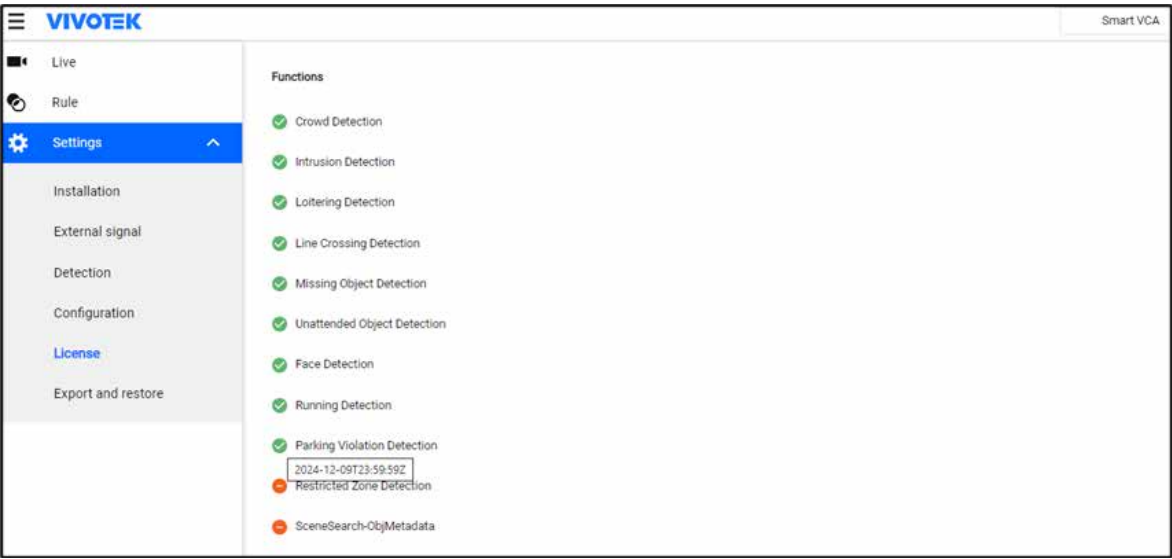 VIVOTEK
Smart VCA
Live
Rule
Settings
Installation
External signal
Detection
Configuration
License
Export and restore
Functions
Crowd Detection
Intrusion Detection
Loitering Detection
Line Crossing Detection
Missing Object Detection
Unattended Object Detection
Face Detection
Running Detection
Parking Violation Detection
2024-12-09T23:59:59Z
Restricted Zone Detection
SceneSearch-ObjMetadata